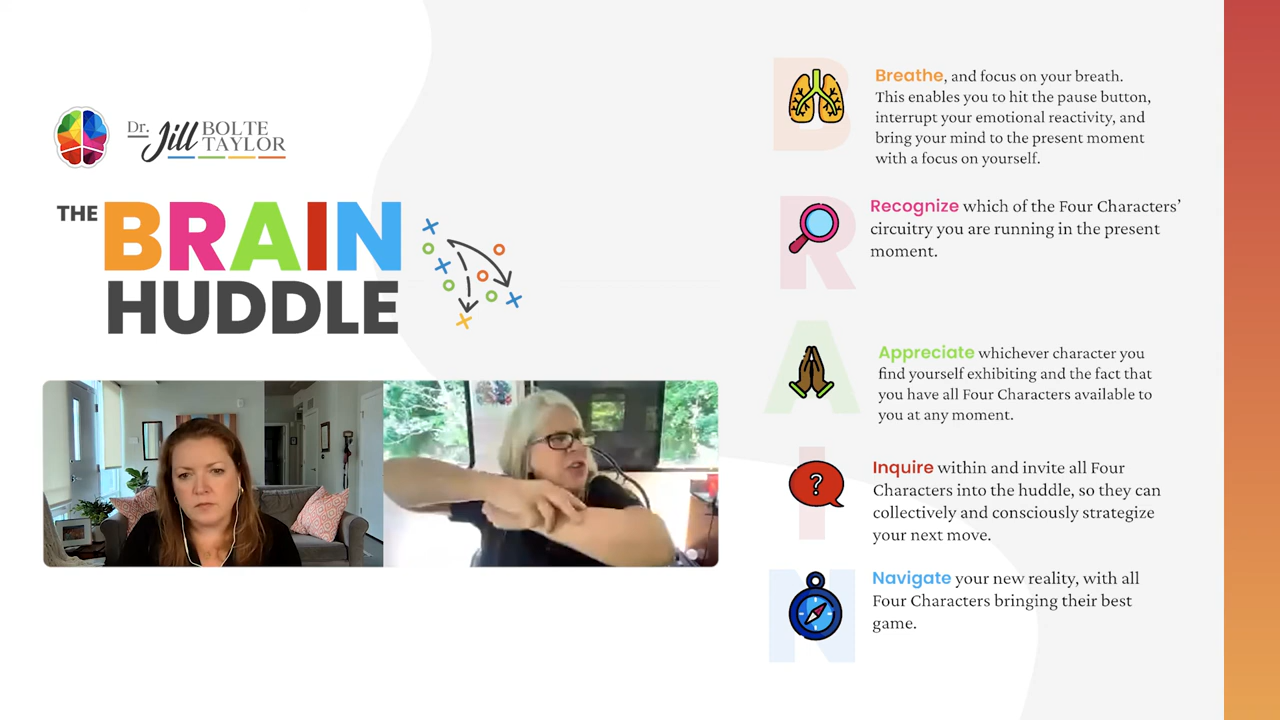 Dr. Jill BOLTE TAYLOR
THE BRAIN
HUDDLE
B
Breathe, and focus on your breath.
This enables you to hit the pause button,
interrupt your emotional reactivity, and
bring your mind to the present moment
with a focus on yourself.
R
Recognize which of the Four Characters’
circuitry you are running in the present
moment.
A
Appreciate whichever character you
find yourself exhibiting and the fact that
you have all Four Characters available to
you at any moment.
I
?
Inquire within and invite all Four
Characters into the huddle, so they can
collectively and consciously strategize
your next move.
N
Navigate your new reality, with all
Four Characters bringing their best
game.